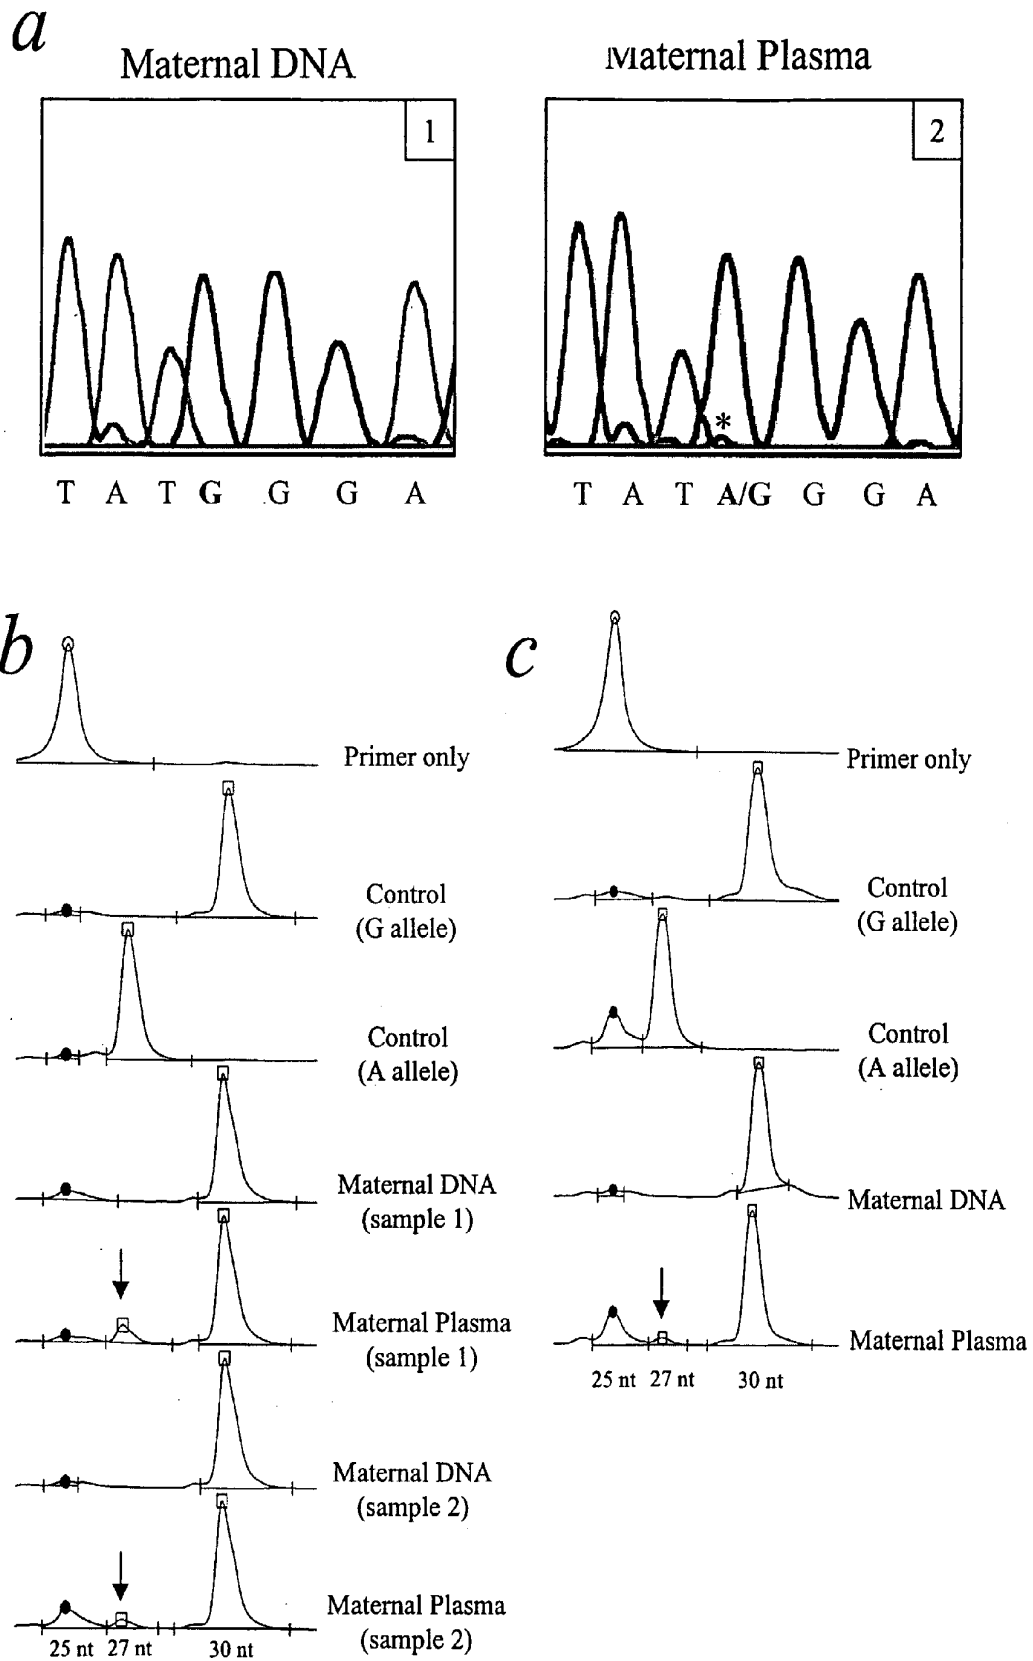 a
Maternal DNA
Maternal Plasma
1
2
*
T A T G G G A
T A T A/G G G A
b
c
Primer only
Control
(G allele)
Control
(A allele)
Maternal DNA
(sample 1)
Maternal Plasma
(sample 1)
Maternal DNA
(sample 2)
Maternal Plasma
(sample 2)
25 nt 27 nt 30 nt
Primer only
Control
(G allele)
Control
(A allele)
Maternal DNA
Maternal Plasma
25 nt 27 nt 30 nt